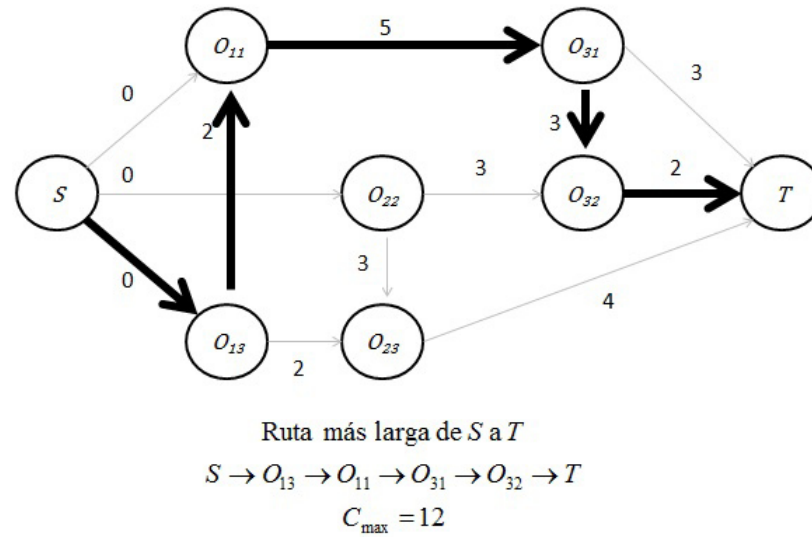 5
O₁₁
O₃₁
0
3
2
3
0
3
2
S
O₂₂
O₃₂
T
0
3
4
O₁₃
O₂₃
2
Ruta más larga de S a T
S → O₁₃ → O₁₁ → O₃₁ → O₃₂ → T
C_max = 12